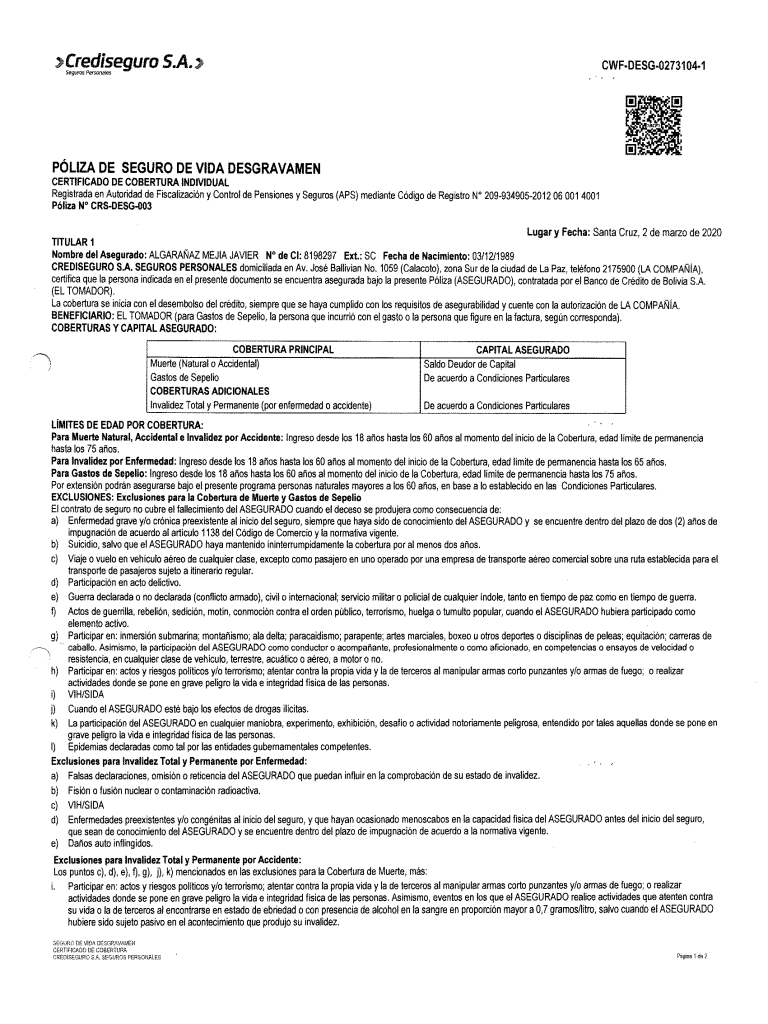 Crediseguro S.A.
Seguros Personales
CWF-DESG-0273104-1
PÓLIZA DE SEGURO DE VIDA DESGRAVAMEN
CERTIFICADO DE COBERTURA INDIVIDUAL
Registrada en Autoridad de Fiscalización y Control de Pensiones y Seguros (APS) mediante Código de Registro N° 209-934905-2012 06 001 4001
Póliza N° CRS-DESG-003
Lugar y Fecha: Santa Cruz, 2 de marzo de 2020
TITULAR 1
Nombre del Asegurado: ALGARAÑAZ MEJIA JAVIER N° de CI: 8198297 Ext.: SC Fecha de Nacimiento: 03/12/1989
CREDISEGURO S.A. SEGUROS PERSONALES domiciliada en Av. José Ballivian No. 1059 (Calacoto), zona Sur de la ciudad de La Paz, teléfono 2175900 (LA COMPAÑÍA),
certifica que la persona indicada en el presente documento se encuentra asegurada bajo la presente Póliza (ASEGURADO), contratada por el Banco de Crédito de Bolivia S.A.
(EL TOMADOR).
La cobertura se inicia con el desembolso del crédito, siempre que se haya cumplido con los requisitos de asegurabilidad y cuente con la autorización de LA COMPAÑÍA.
BENEFICIARIO: EL TOMADOR (para Gastos de Sepelio, la persona que incurrió con el gasto o la persona que figure en la factura, según corresponda).
COBERTURAS Y CAPITAL ASEGURADO:
COBERTURA PRINCIPAL CAPITAL ASEGURADO
Muerte (Natural o Accidental) Saldo Deudor de Capital
Gastos de Sepelio De acuerdo a Condiciones Particulares
COBERTURAS ADICIONALES
Invalidez Total y Permanente (por enfermedad o accidente) De acuerdo a Condiciones Particulares
LÍMITES DE EDAD POR COBERTURA:
Para Muerte Natural, Accidental e Invalidez por Accidente: Ingreso desde los 18 años hasta los 60 años al momento del inicio de la Cobertura, edad límite de permanencia
hasta los 75 años.
Para Invalidez por Enfermedad: Ingreso desde los 18 años hasta los 60 años al momento del inicio de la Cobertura, edad límite de permanencia hasta los 65 años.
Para Gastos de Sepelio: Ingreso desde los 18 años hasta los 60 años al momento del inicio de la Cobertura, edad límite de permanencia hasta los 75 años.
Por extensión podrán asegurarse bajo el presente programa personas naturales mayores a los 60 años, en base a lo establecido en las Condiciones Particulares.
EXCLUSIONES: Exclusiones para la Cobertura de Muerte y Gastos de Sepelio
El contrato de seguro no cubre el fallecimiento del ASEGURADO cuando el deceso se produjera como consecuencia de:
a) Enfermedad grave y/o crónica preexistente al inicio del seguro, siempre que haya sido de conocimiento del ASEGURADO y se encuentre dentro del plazo de dos (2) años de
impugnación de acuerdo al artículo 1138 del Código de Comercio y la normativa vigente.
b) Suicidio, salvo que el ASEGURADO haya mantenido ininterrumpidamente la cobertura por al menos dos años.
c) Viaje o vuelo en vehículo aéreo de cualquier clase, excepto como pasajero en uno operado por una empresa de transporte aéreo comercial sobre una ruta establecida para el
transporte de pasajeros sujeto a itinerario regular.
d) Participación en acto delictivo.
e) Guerra declarada o no declarada (conflicto armado), civil o internacional; servicio militar o policial de cualquier índole, tanto en tiempo de paz como en tiempo de guerra.
f) Actos de guerrilla, rebelión, sedición, motin, conmoción contra el orden público, terrorismo, huelga o tumulto popular, cuando el ASEGURADO hubiera participado como
elemento activo.
g) Participar en: inmersión submarina; montañismo; ala delta; paracaidismo; parapente; artes marciales, boxeo u otros deportes o disciplinas de peleas; equitación; carreras de
caballo. Asimismo, la participación del ASEGURADO como conductor o acompañante, profesionalmente o como aficionado, en competencias o ensayos de velocidad o
resistencia, en cualquier clase de vehículo, terrestre, acuático o aéreo, a motor o no.
h) Participar en: actos y riesgos políticos y/o terrorismo; atentar contra la propia vida y la de terceros al manipular armas corto punzantes y/o armas de fuego; o realizar
actividades donde se pone en grave peligro la vida e integridad física de las personas.
i) VIH/SIDA
j) Cuando el ASEGURADO esté bajo los efectos de drogas ilícitas.
k) La participación del ASEGURADO en cualquier maniobra, experimento, exhibición, desafío o actividad notoriamente peligrosa, entendido por tales aquellas donde se pone en
grave peligro la vida e integridad física de las personas.
l) Epidemias declaradas como tal por las entidades gubernamentales competentes.
Exclusiones para Invalidez Total y Permanente por Enfermedad:
a) Falsas declaraciones, omisión o reticencia del ASEGURADO que puedan influir en la comprobación de su estado de invalidez.
b) Fisión o fusión nuclear o contaminación radioactiva.
c) VIH/SIDA
d) Enfermedades preexistentes y/o congénitas al inicio del seguro, y que hayan ocasionado menoscabos en la capacidad física del ASEGURADO antes del inicio del seguro,
que sean de conocimiento del ASEGURADO y se encuentre dentro del plazo de impugnación de acuerdo a la normativa vigente.
e) Daños auto inflingidos.
Exclusiones para Invalidez Total y Permanente por Accidente:
Los puntos c), d), e), f), g), j), k) mencionados en las exclusiones para la Cobertura de Muerte, más:
i. Participar en: actos y riesgos políticos y/o terrorismo; atentar contra la propia vida y la de terceros al manipular armas corto punzantes y/o armas de fuego; o realizar
actividades donde se pone en grave peligro la vida e integridad física de las personas. Asimismo, eventos en los que el ASEGURADO realice actividades que atenten contra
su vida o la de terceros al encontrarse en estado de ebriedad o con presencia de alcohol en la sangre en proporción mayor a 0,7 gramos/litro, salvo cuando el ASEGURADO
hubiere sido sujeto pasivo en el acontecimiento que produjo su invalidez.
SEGURO DE VIDA DESGRAVAMEN
CERTIFICADO DE COBERTURA
CREDISEGURO S.A. SEGUROS PERSONALES
Página 1 de 2